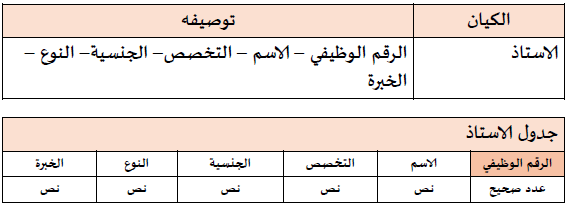 الكيان توصيفه
الاستاذ الرقم الوظيفي – الاسم – التخصص– الجنسية– النوع –
الخبرة
جدول الاستاذ
الرقم الوظيفي الاسم التخصص الجنسية النوع الخبرة
عدد صحيح نص نص نص نص نص